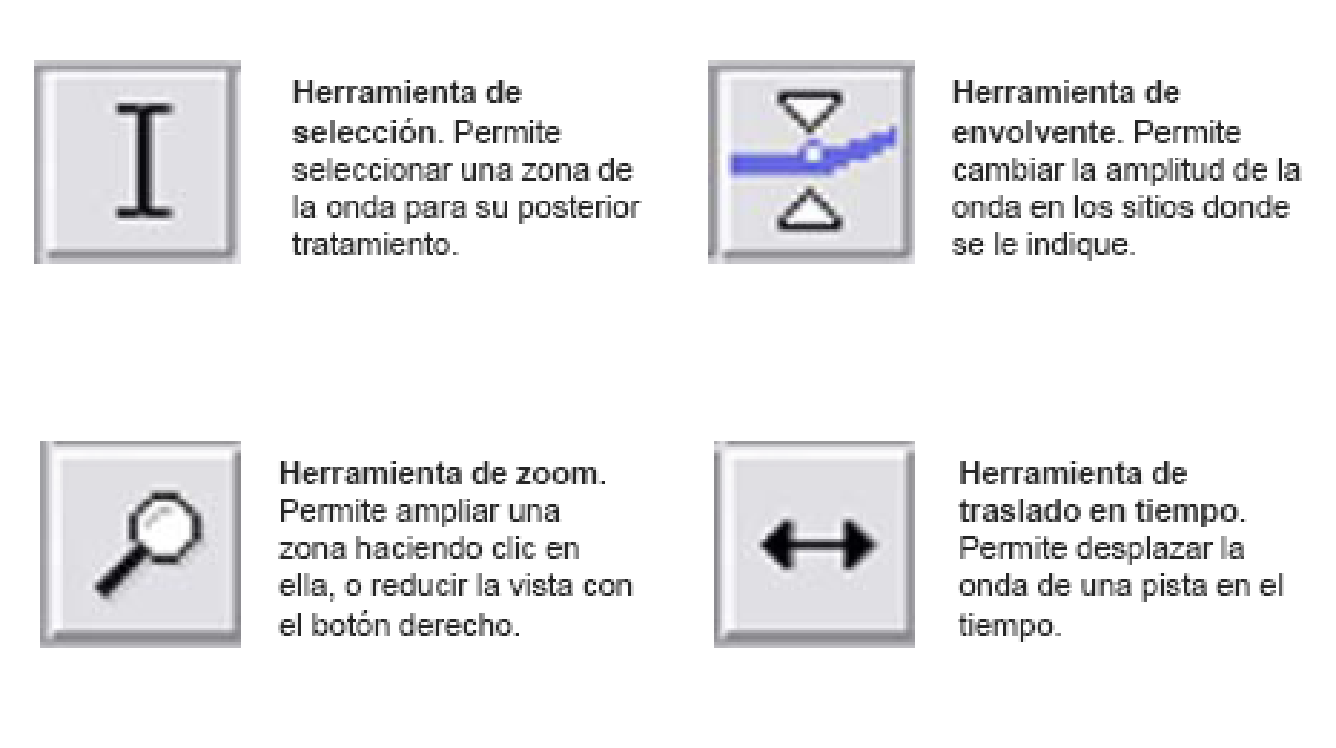 Herramienta de
selección. Permite
seleccionar una zona de
la onda para su posterior
tratamiento.
Herramienta de
envolvente. Permite
cambiar la amplitud de la
onda en los sitios donde
se le indique.
Herramienta de zoom.
Permite ampliar una
zona haciendo clic en
ella, o reducir la vista con
el botón derecho.
Herramienta de
traslado en tiempo.
Permite desplazar la
onda de una pista en el
tiempo.